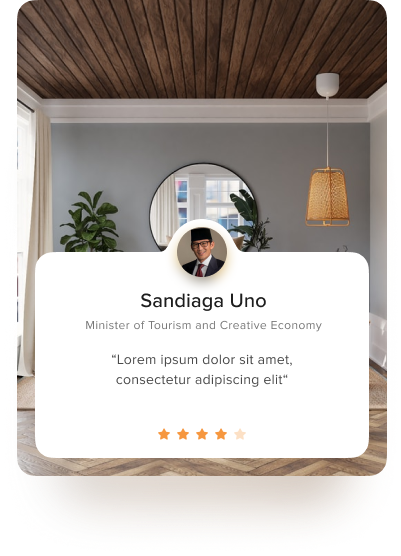 Sandiaga Uno
Minister of Tourism and Creative Economy
“Lorem ipsum dolor sit amet,
consectetur adipiscing elit“